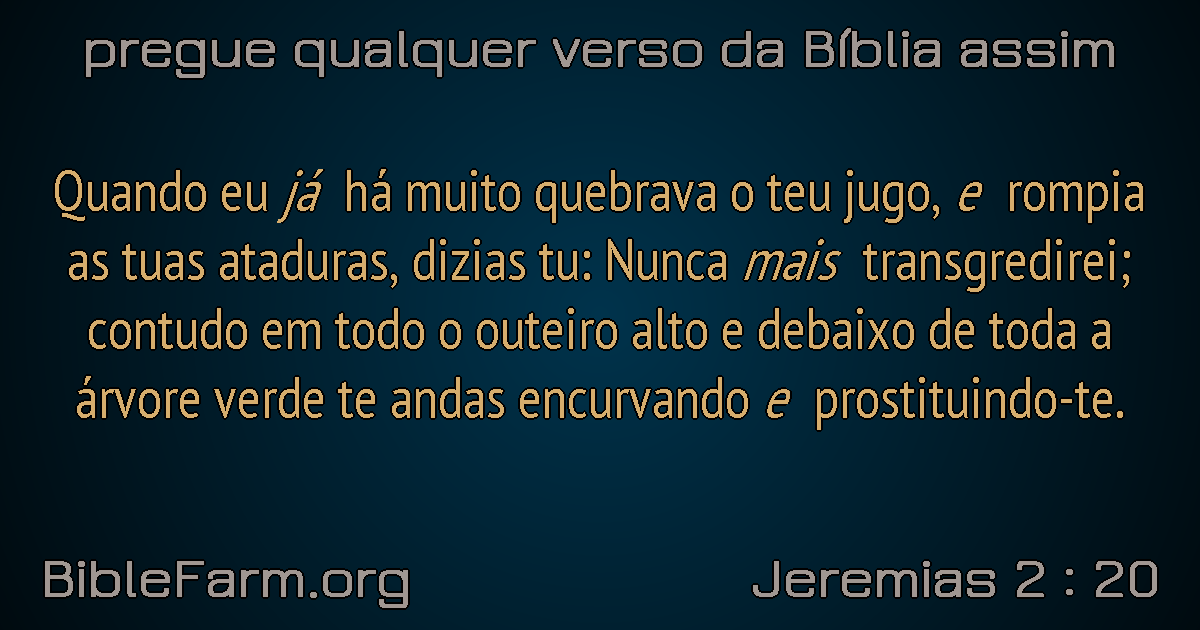 pregue qualquer verso da Bíblia assim
Quando eu já há muito quebrava o teu jugo, e rompia
as tuas ataduras, dizias tu: Nunca mais transgredirei;
contudo em todo o outeiro alto e debaixo de toda a
árvore verde te andas encurvando e prostituindo-te.
BibleFarm.org
Jeremias 2 : 20